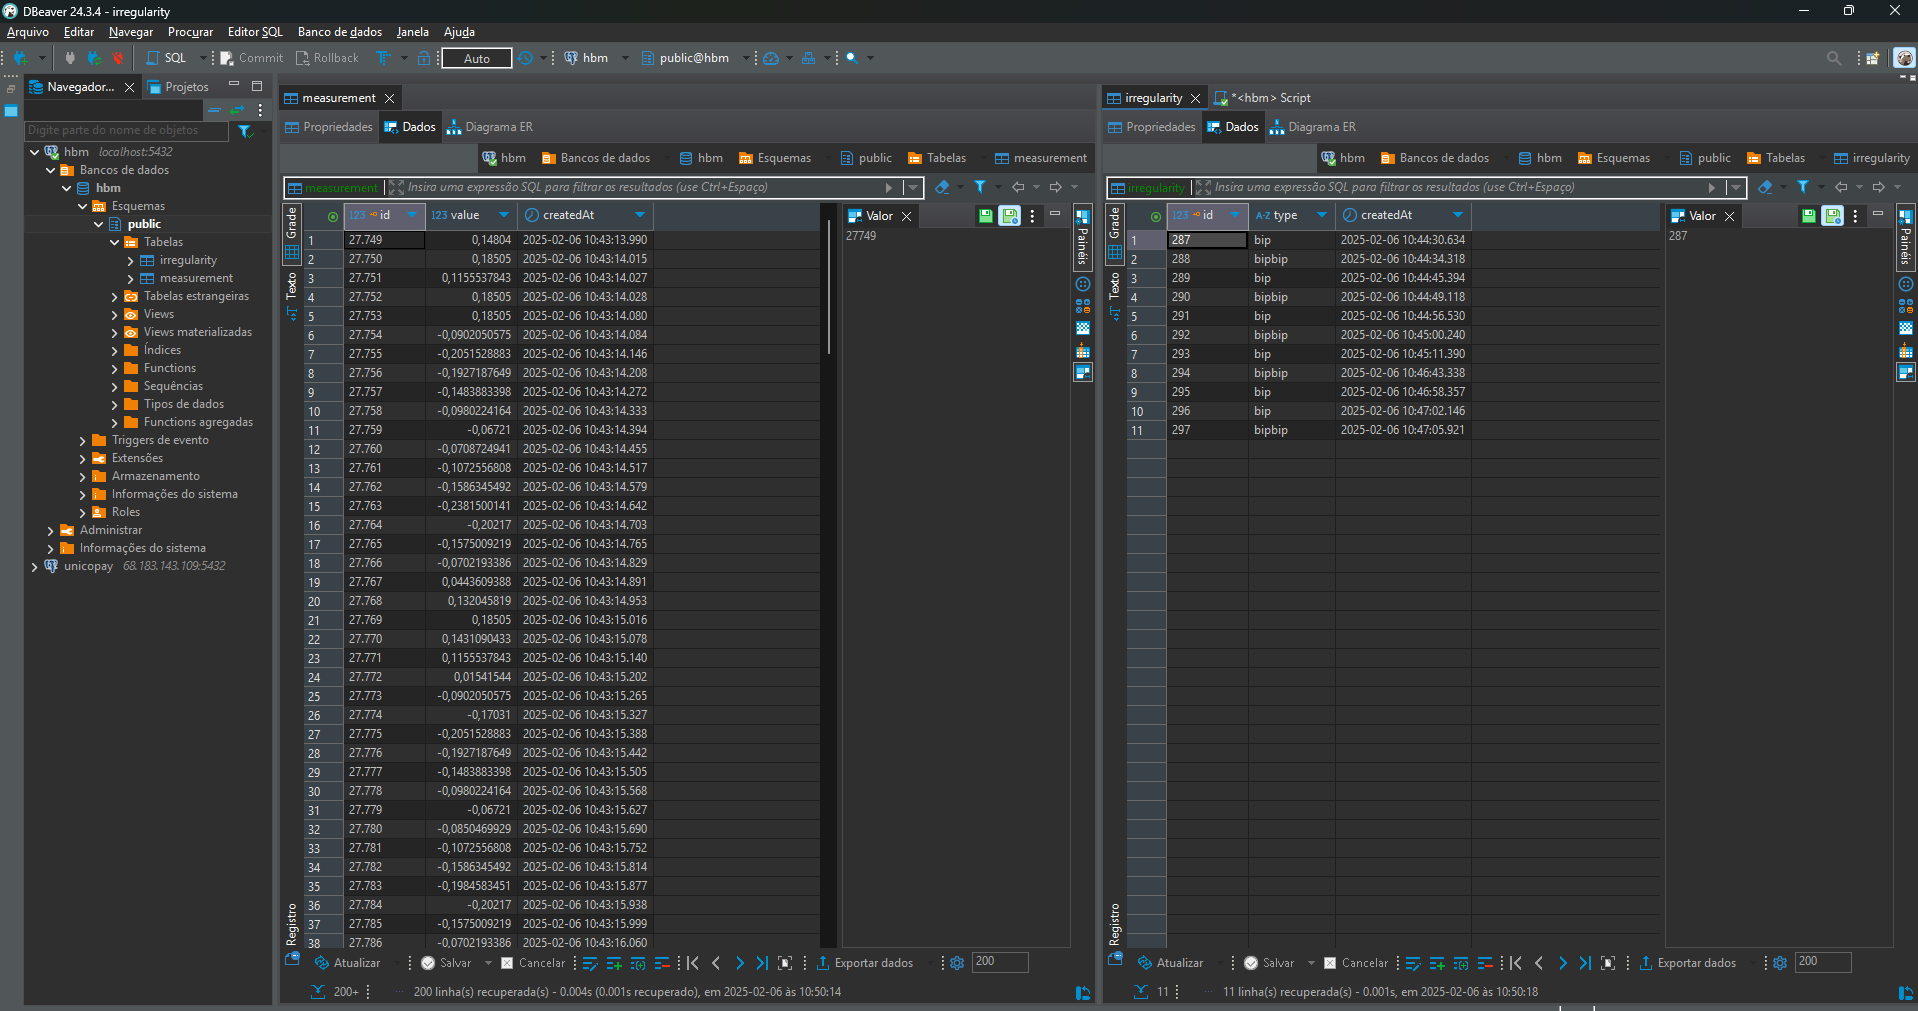 DBeaver 24.3.4 - irregularity
Arquivo Editar Navegar Procurar Editor SQL Banco de dados Janela Ajuda
SQL Commit Rollback Auto hbm public@hbm
Navegador... Projetos
Digite parte do nome de objetos
hbm localhost:5432
Bancos de dados
hbm
Esquemas
public
Tabelas
irregularity
measurement
Tabelas estrangeiras
Views
Views materializadas
Índices
Functions
Sequências
Tipos de dados
Functions agregadas
Triggers de evento
Extensões
Armazenamento
Informações do sistema
Roles
Administrar
Informações do sistema
unicopay 68.183.143.109:5432
measurement
Propriedades Dados Diagrama ER
hbm Bancos de dados hbm Esquemas public Tabelas measurement
measurement Insira uma expressão SQL para filtrar os resultados (use Ctrl+Espaço)
Grade
Texto
Registro
123 id 123 value createdAt
1 27.749 0,14804 2025-02-06 10:43:13.990
2 27.750 0,18505 2025-02-06 10:43:14.015
3 27.751 0,1155537843 2025-02-06 10:43:14.027
4 27.752 0,18505 2025-02-06 10:43:14.028
5 27.753 0,18505 2025-02-06 10:43:14.080
6 27.754 -0,0902050575 2025-02-06 10:43:14.084
7 27.755 -0,2051528883 2025-02-06 10:43:14.146
8 27.756 -0,1927187649 2025-02-06 10:43:14.208
9 27.757 -0,1483883398 2025-02-06 10:43:14.272
10 27.758 -0,0980224164 2025-02-06 10:43:14.333
11 27.759 -0,06721 2025-02-06 10:43:14.394
12 27.760 -0,0708724941 2025-02-06 10:43:14.455
13 27.761 -0,1072556808 2025-02-06 10:43:14.517
14 27.762 -0,1586345492 2025-02-06 10:43:14.579
15 27.763 -0,2381500141 2025-02-06 10:43:14.642
16 27.764 -0,20217 2025-02-06 10:43:14.703
17 27.765 -0,1575009219 2025-02-06 10:43:14.765
18 27.766 -0,0702193386 2025-02-06 10:43:14.829
19 27.767 0,0443609388 2025-02-06 10:43:14.891
20 27.768 0,132045819 2025-02-06 10:43:14.953
21 27.769 0,18505 2025-02-06 10:43:15.016
22 27.770 0,1431090433 2025-02-06 10:43:15.078
23 27.771 0,1155537843 2025-02-06 10:43:15.140
24 27.772 0,01541544 2025-02-06 10:43:15.202
25 27.773 -0,0902050575 2025-02-06 10:43:15.265
26 27.774 -0,17031 2025-02-06 10:43:15.327
27 27.775 -0,2051528883 2025-02-06 10:43:15.388
28 27.776 -0,1927187649 2025-02-06 10:43:15.442
29 27.777 -0,1483883398 2025-02-06 10:43:15.505
30 27.778 -0,0980224164 2025-02-06 10:43:15.568
31 27.779 -0,06721 2025-02-06 10:43:15.627
32 27.780 -0,0850469929 2025-02-06 10:43:15.690
33 27.781 -0,1072556808 2025-02-06 10:43:15.752
34 27.782 -0,1586345492 2025-02-06 10:43:15.814
35 27.783 -0,1984583451 2025-02-06 10:43:15.877
36 27.784 -0,20217 2025-02-06 10:43:15.938
37 27.785 -0,1575009219 2025-02-06 10:43:15.999
38 27.786 -0,0702193386 2025-02-06 10:43:16.060
Valor
27749
Painéis
Atualizar Salvar Cancelar Exportar dados 200
200+ 200 linha(s) recuperada(s) - 0.004s (0.001s recuperado), em 2025-02-06 às 10:50:14
irregularity *<hbm> Script
Propriedades Dados Diagrama ER
hbm Bancos de dados hbm Esquemas public Tabelas irregularity
irregularity Insira uma expressão SQL para filtrar os resultados (use Ctrl+Espaço)
Grade
Texto
Registro
123 id A-Z type createdAt
1 287 bip 2025-02-06 10:44:30.634
2 288 bipbip 2025-02-06 10:44:34.318
3 289 bip 2025-02-06 10:44:45.394
4 290 bipbip 2025-02-06 10:44:49.118
5 291 bip 2025-02-06 10:44:56.530
6 292 bipbip 2025-02-06 10:45:00.240
7 293 bip 2025-02-06 10:45:11.390
8 294 bipbip 2025-02-06 10:46:43.338
9 295 bip 2025-02-06 10:46:58.357
10 296 bip 2025-02-06 10:47:02.146
11 297 bipbip 2025-02-06 10:47:05.921
Valor
287
Painéis
Atualizar Salvar Cancelar Exportar dados 200
11 11 linha(s) recuperada(s) - 0.001s, em 2025-02-06 às 10:50:18